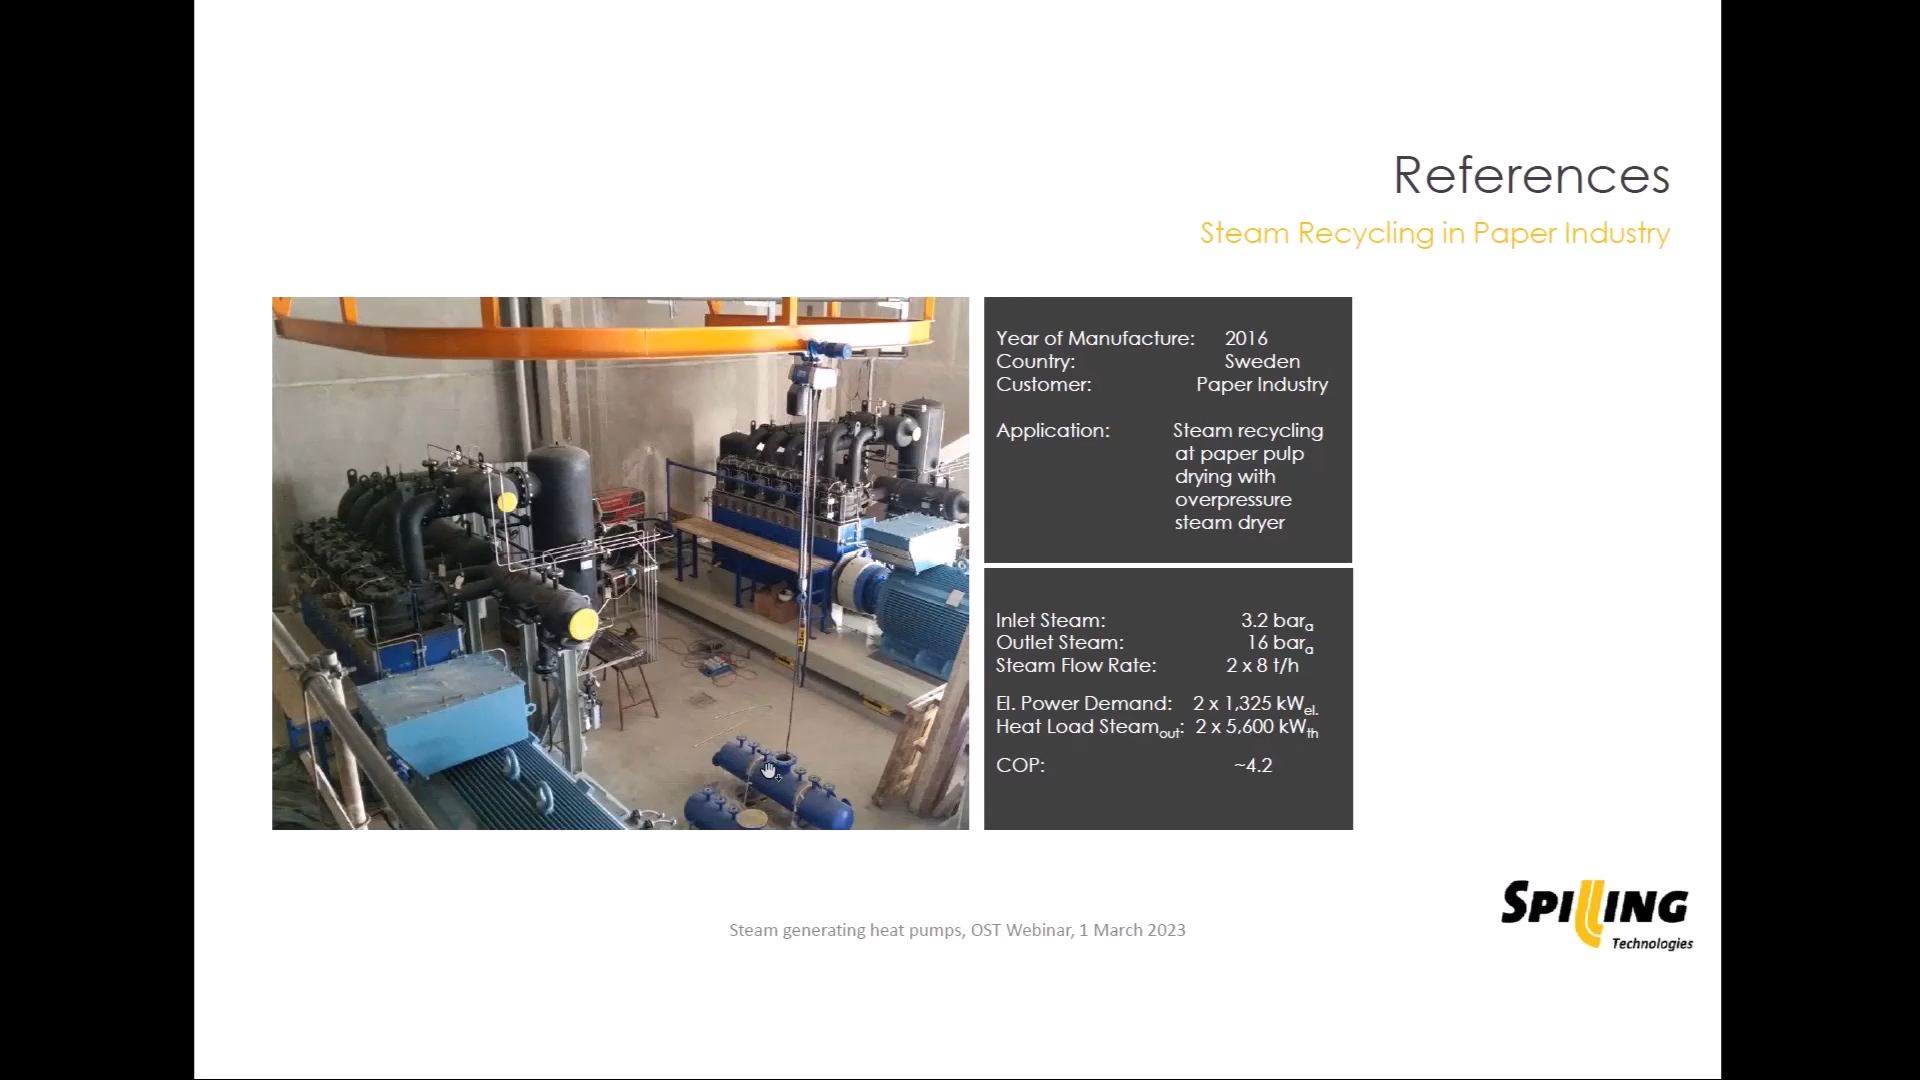 References
Steam Recycling in Paper Industry
Year of Manufacture: 2016
Country: Sweden
Customer: Paper Industry
Application: Steam recycling
at paper pulp
drying with
overpressure
steam dryer
Inlet Steam: 3.2 bara
Outlet Steam: 16 bara
Steam Flow Rate: 2 x 8 t/h
El. Power Demand: 2 x 1,325 kWel.
Heat Load Steamout: 2 x 5,600 kWth
COP: ~4.2
SPILLING
Technologies
Steam generating heat pumps, OST Webinar, 1 March 2023